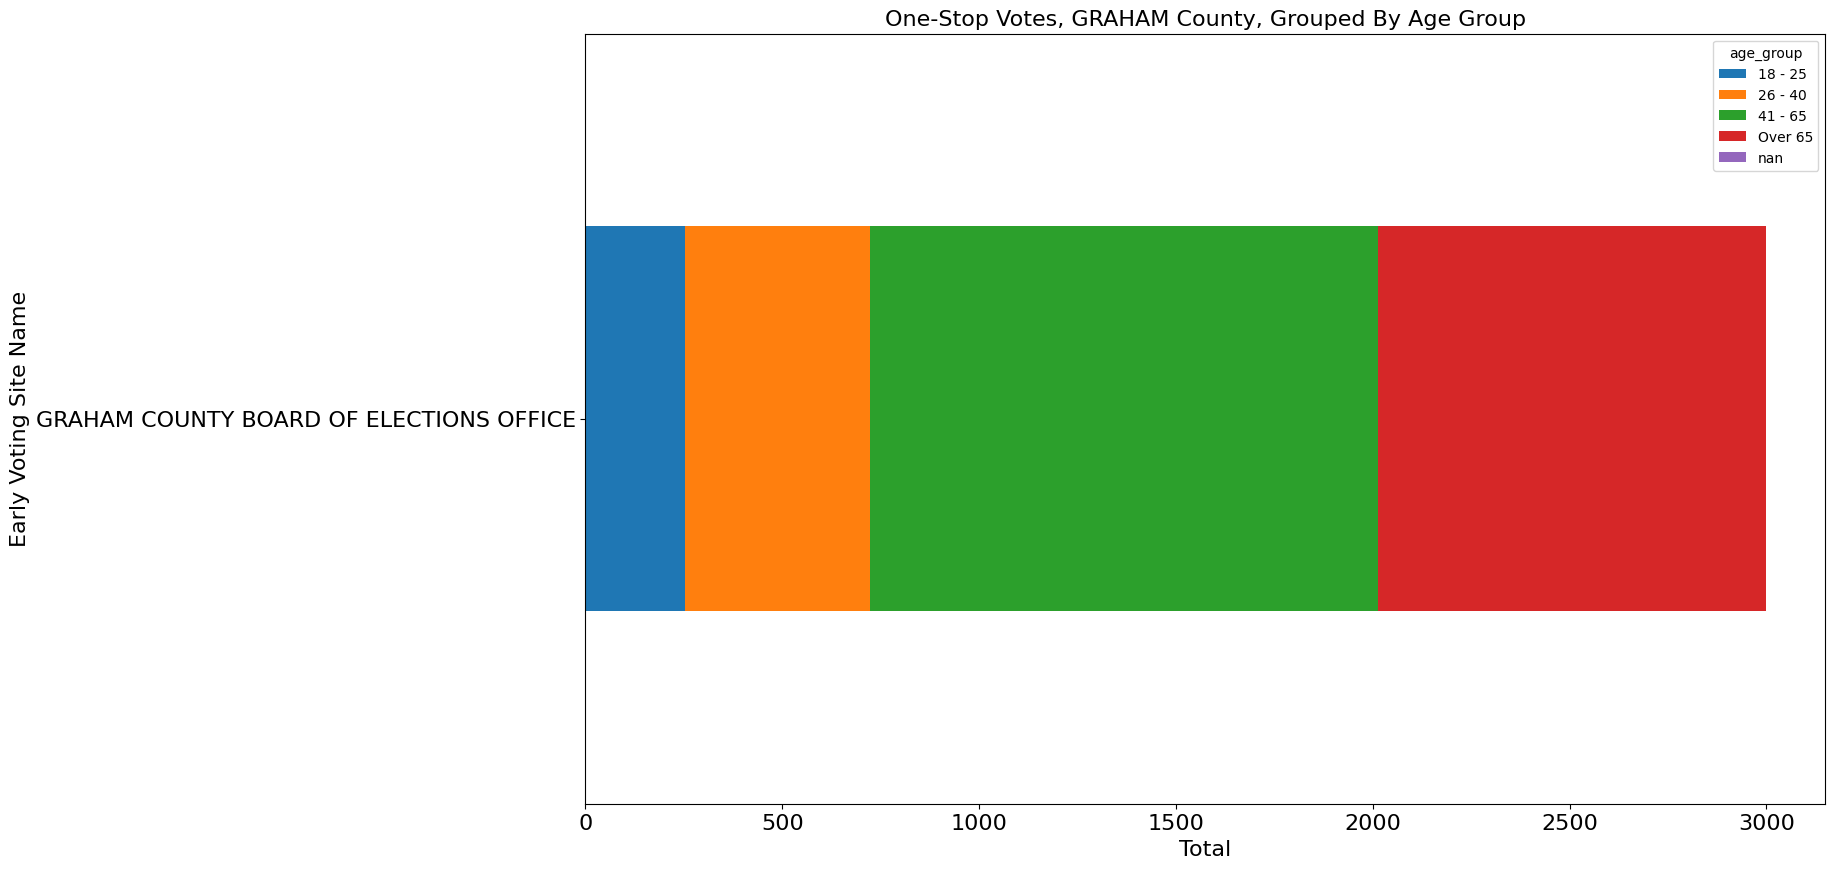 One-Stop Votes, GRAHAM County, Grouped By Age Group
age_group
18 - 25
26 - 40
41 - 65
Over 65
nan
Early Voting Site Name
GRAHAM COUNTY BOARD OF ELECTIONS OFFICE
0 500 1000 1500 2000 2500 3000
Total